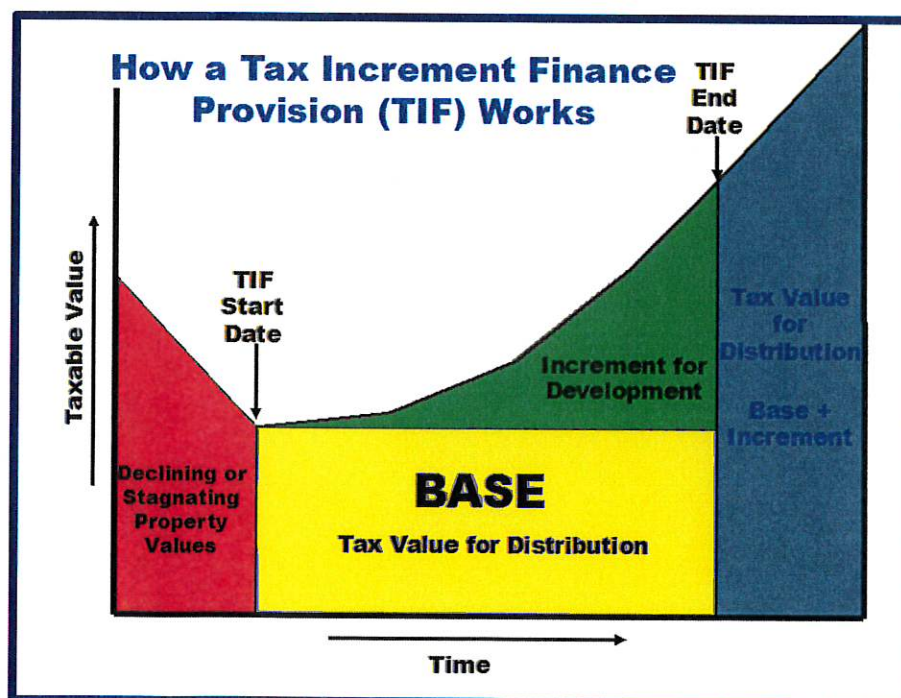 How a Tax Increment Finance
Provision (TIF) Works
TIF
End
Date
Taxable Value
TIF
Start
Date
Increment for
Development
Tax Value
for
Distribution
Base +
Increment
Declining or
Stagnating
Property
Values
BASE
Tax Value for Distribution
Time